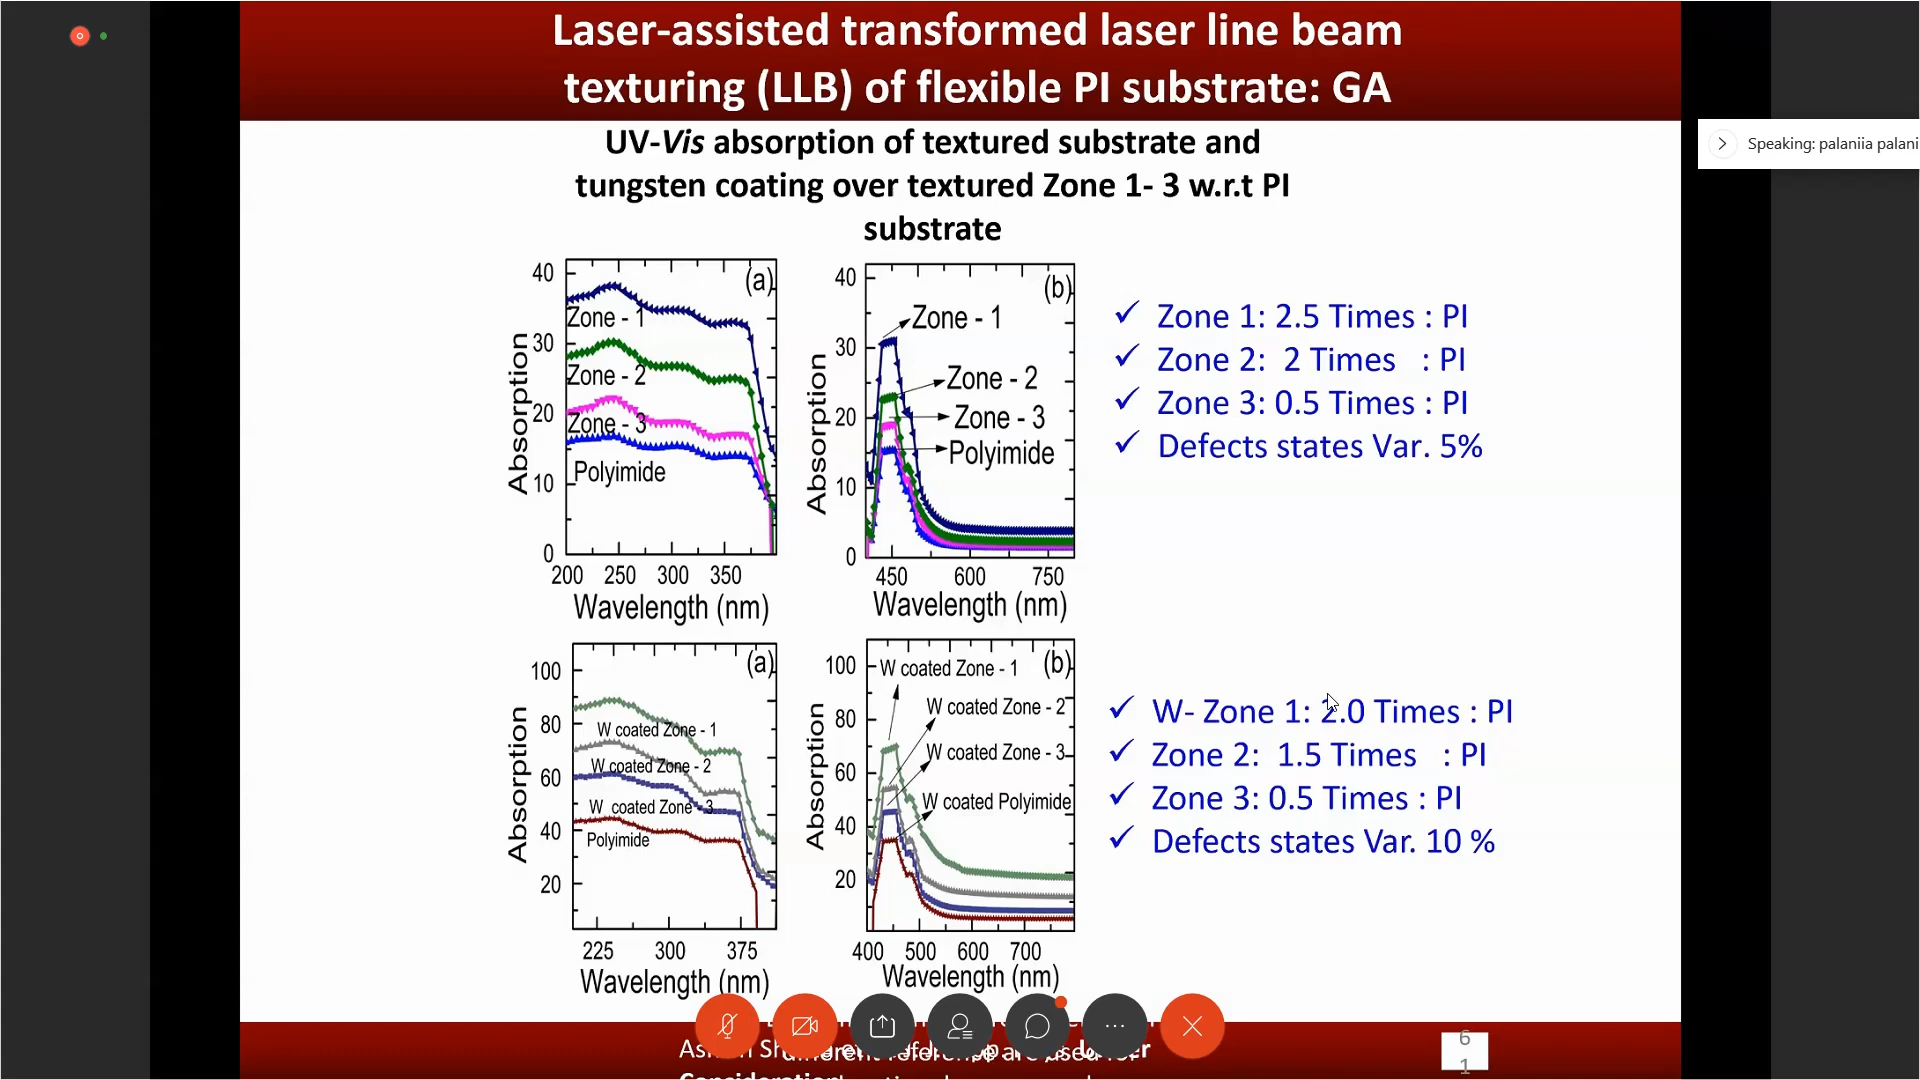 Laser-assisted transformed laser line beam
texturing (LLB) of flexible PI substrate: GA
Speaking: palaniia palani
UV-Vis absorption of textured substrate and
tungsten coating over textured Zone 1- 3 w.r.t PI
substrate
(a)
40
30
20
10
0
Absorption
Zone - 1
Zone - 2
Zone - 3
Polyimide
200 250 300 350
Wavelength (nm)
(b)
40
30
20
10
0
Absorption
Zone - 1
Zone - 2
Zone - 3
Polyimide
450 600 750
Wavelength (nm)
✓ Zone 1: 2.5 Times : PI
✓ Zone 2: 2 Times : PI
✓ Zone 3: 0.5 Times : PI
✓ Defects states Var. 5%
(a)
100
80
60
40
20
Absorption
W coated Zone - 1
W coated Zone - 2
W coated Zone - 3
Polyimide
225 300 375
Wavelength (nm)
(b)
100
80
60
40
20
Absorption
W coated Zone - 1
W coated Zone - 2
W coated Zone - 3
W coated Polyimide
400 500 600 700
Wavelength (nm)
✓ W- Zone 1: 2.0 Times : PI
✓ Zone 2: 1.5 Times : PI
✓ Zone 3: 0.5 Times : PI
✓ Defects states Var. 10 %
6
1